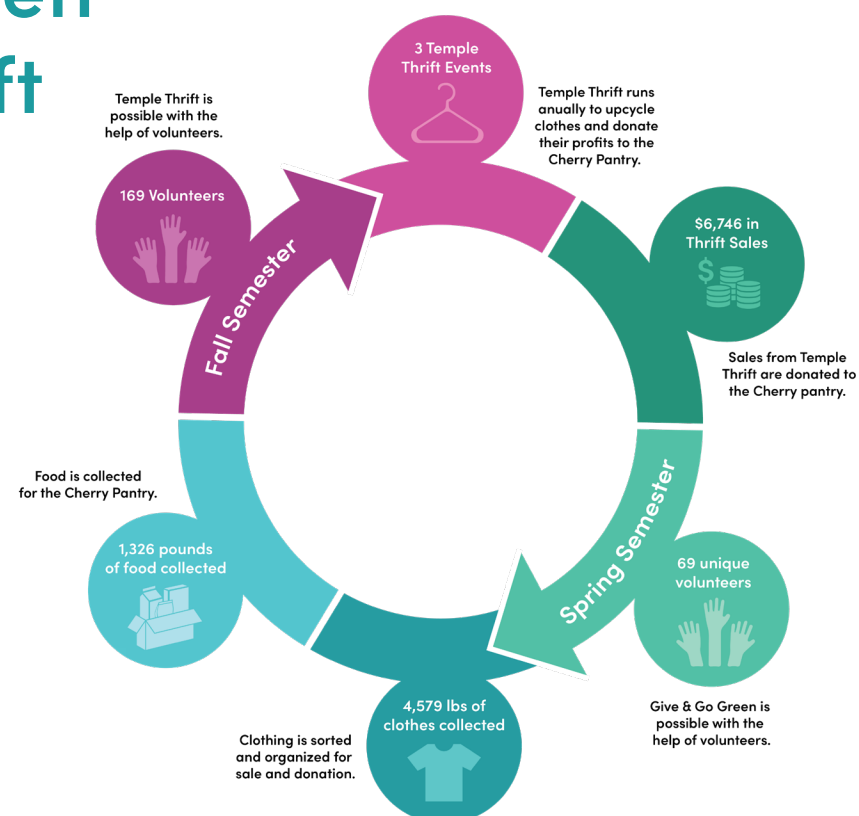 3 Temple
Thrift Events
Temple Thrift runs
anually to upcycle
clothes and donate
their profits to the
Cherry Pantry.
$6,746 in
Thrift Sales
$
Sales from Temple
Thrift are donated to
the Cherry pantry.
Spring Semester
69 unique
volunteers
Give & Go Green is
possible with the
help of volunteers.
4,579 lbs of
clothes collected
Clothing is sorted
and organized for
sale and donation.
1,326 pounds
of food collected
Food is collected
for the Cherry Pantry.
Fall Semester
169 Volunteers
Temple Thrift is
possible with the
help of volunteers.